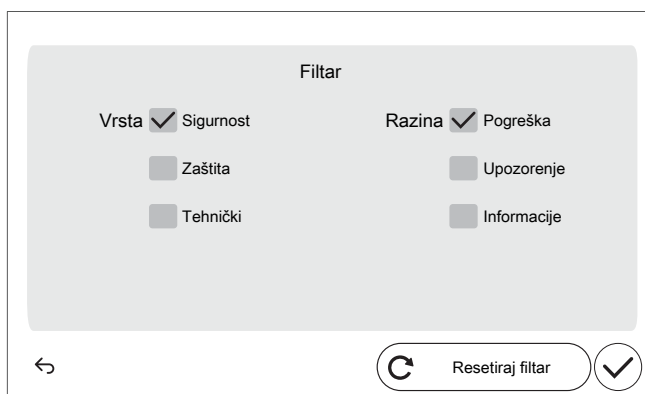 Filtar
Vrsta Sigurnost Razina Pogreška
Zaštita Upozorenje
Tehnički Informacije
Resetiraj filtar